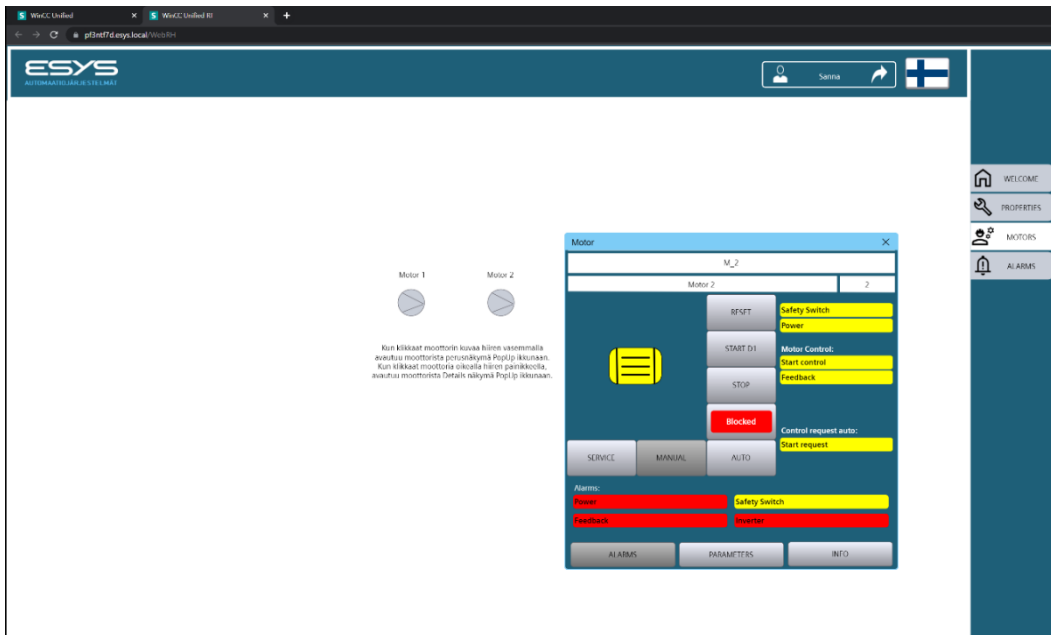 WinCC Unified
WinCC Unified RT
pf3ntf7d.esys.local/WebRH
ESYS
AUTOMAATIOJÄRJESTELMÄT
Sanna
WELCOME
PROPERTIES
MOTORS
ALARMS
Motor 1
Motor 2
Kun klikkaat moottorin kuvaa hiiren vasemmalla
avautuu moottorista perusnäkymä PopUp ikkunaan.
Kun klikkaat moottoria oikealla hiiren painikkeella,
avautuu moottorista Details näkymä PopUp ikkunaan.
Motor
M_2
Motor 2
2
RESET
START D1
STOP
Blocked
SERVICE
MANUAL
AUTO
Safety Switch
Power
Motor Control:
Start control
Feedback
Control request auto:
Start request
Alarms:
Power
Safety Switch
Feedback
Inverter
ALARMS
PARAMETERS
INFO